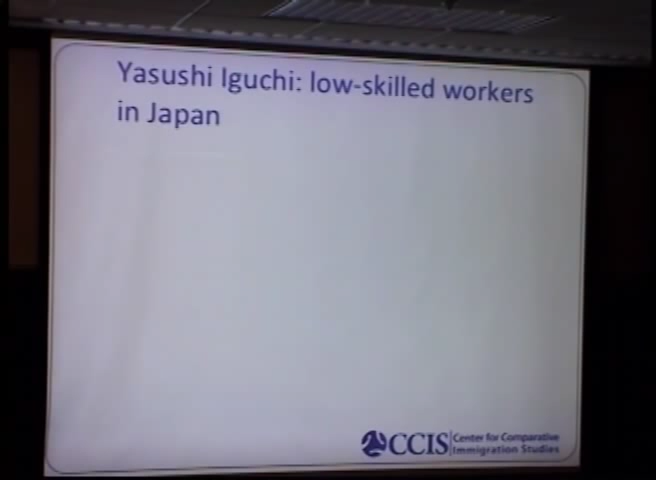 Yasushi Iguchi: low-skilled workers
in Japan
CCIS Center for Comparative
Immigration Studies